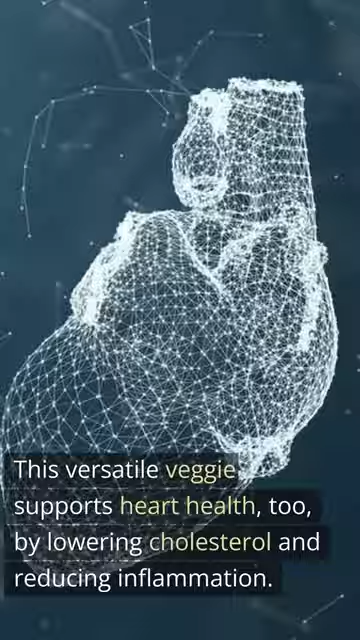 This versatile veggie
supports heart health, too,
by lowering cholesterol and
reducing inflammation.